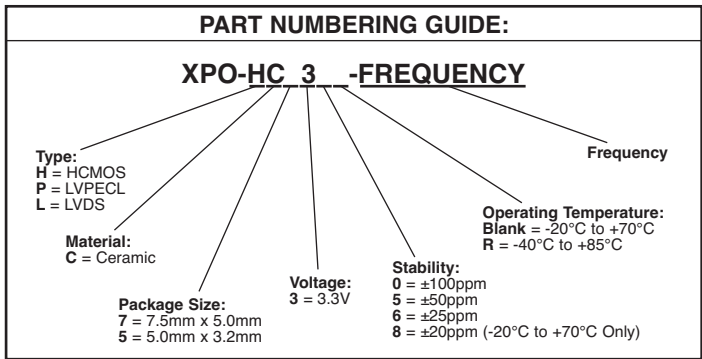 PART NUMBERING GUIDE:
XPO-HC_3__-FREQUENCY
Type:
H = HCMOS
P = LVPECL
L = LVDS
Material:
C = Ceramic
Package Size:
7 = 7.5mm x 5.0mm
5 = 5.0mm x 3.2mm
Voltage:
3 = 3.3V
Stability:
0 = ±100ppm
5 = ±50ppm
6 = ±25ppm
8 = ±20ppm (-20°C to +70°C Only)
Operating Temperature:
Blank = -20°C to +70°C
R = -40°C to +85°C
Frequency